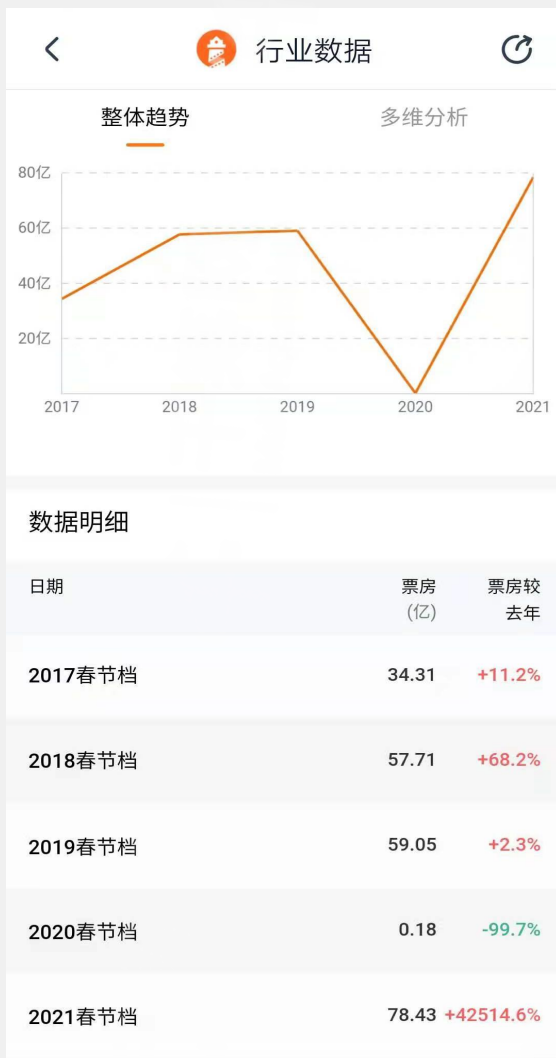 行业数据
整体趋势 多维分析
80亿
60亿
40亿
20亿
2017 2018 2019 2020 2021
数据明细
日期 票房 票房较
(亿) 去年
2017春节档 34.31 +11.2%
2018春节档 57.71 +68.2%
2019春节档 59.05 +2.3%
2020春节档 0.18 -99.7%
2021春节档 78.43 +42514.6%